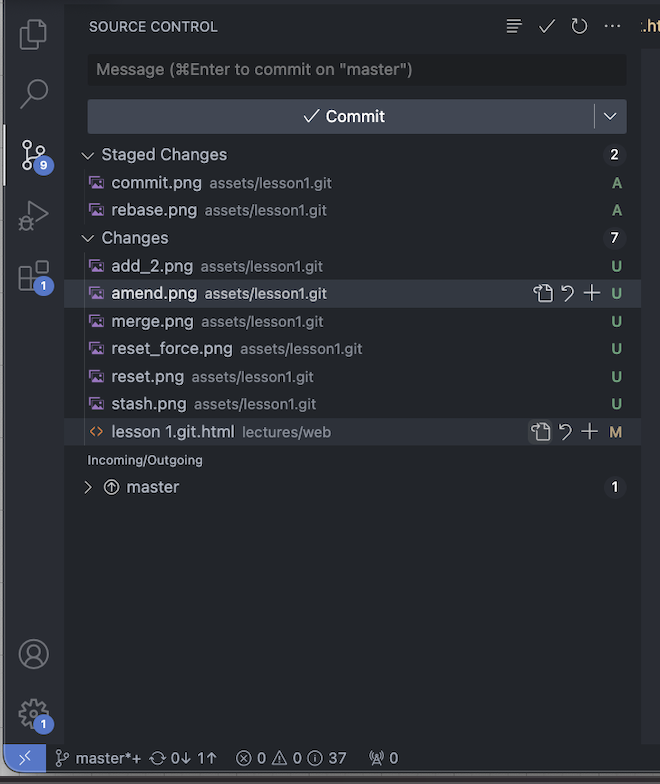 SOURCE CONTROL
.ht
Message (⌘Enter to commit on "master")
Commit
Staged Changes 2
commit.png assets/lesson1.git A
rebase.png assets/lesson1.git A
Changes 7
add_2.png assets/lesson1.git U
amend.png assets/lesson1.git U
merge.png assets/lesson1.git U
reset_force.png assets/lesson1.git U
reset.png assets/lesson1.git U
stash.png assets/lesson1.git U
lesson 1.git.html lectures/web M
Incoming/Outgoing
master 1
9
1
1
master*+ 0↓ 1↑ 0 0 37 0